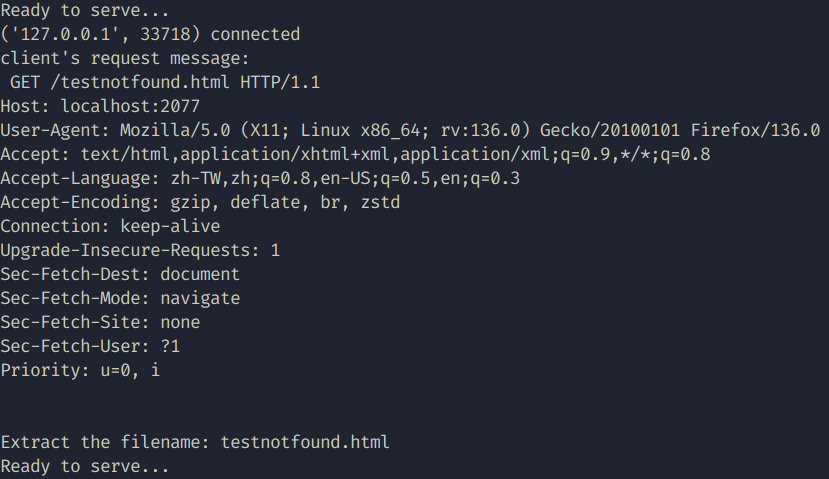 Ready to serve...
('127.0.0.1', 33718) connected
client's request message:
GET /testnotfound.html HTTP/1.1
Host: localhost:2077
User-Agent: Mozilla/5.0 (X11; Linux x86_64; rv:136.0) Gecko/20100101 Firefox/136.0
Accept: text/html,application/xhtml+xml,application/xml;q=0.9,*/*;q=0.8
Accept-Language: zh-TW,zh;q=0.8,en-US;q=0.5,en;q=0.3
Accept-Encoding: gzip, deflate, br, zstd
Connection: keep-alive
Upgrade-Insecure-Requests: 1
Sec-Fetch-Dest: document
Sec-Fetch-Mode: navigate
Sec-Fetch-Site: none
Sec-Fetch-User: ?1
Priority: u=0, i
Extract the filename: testnotfound.html
Ready to serve...